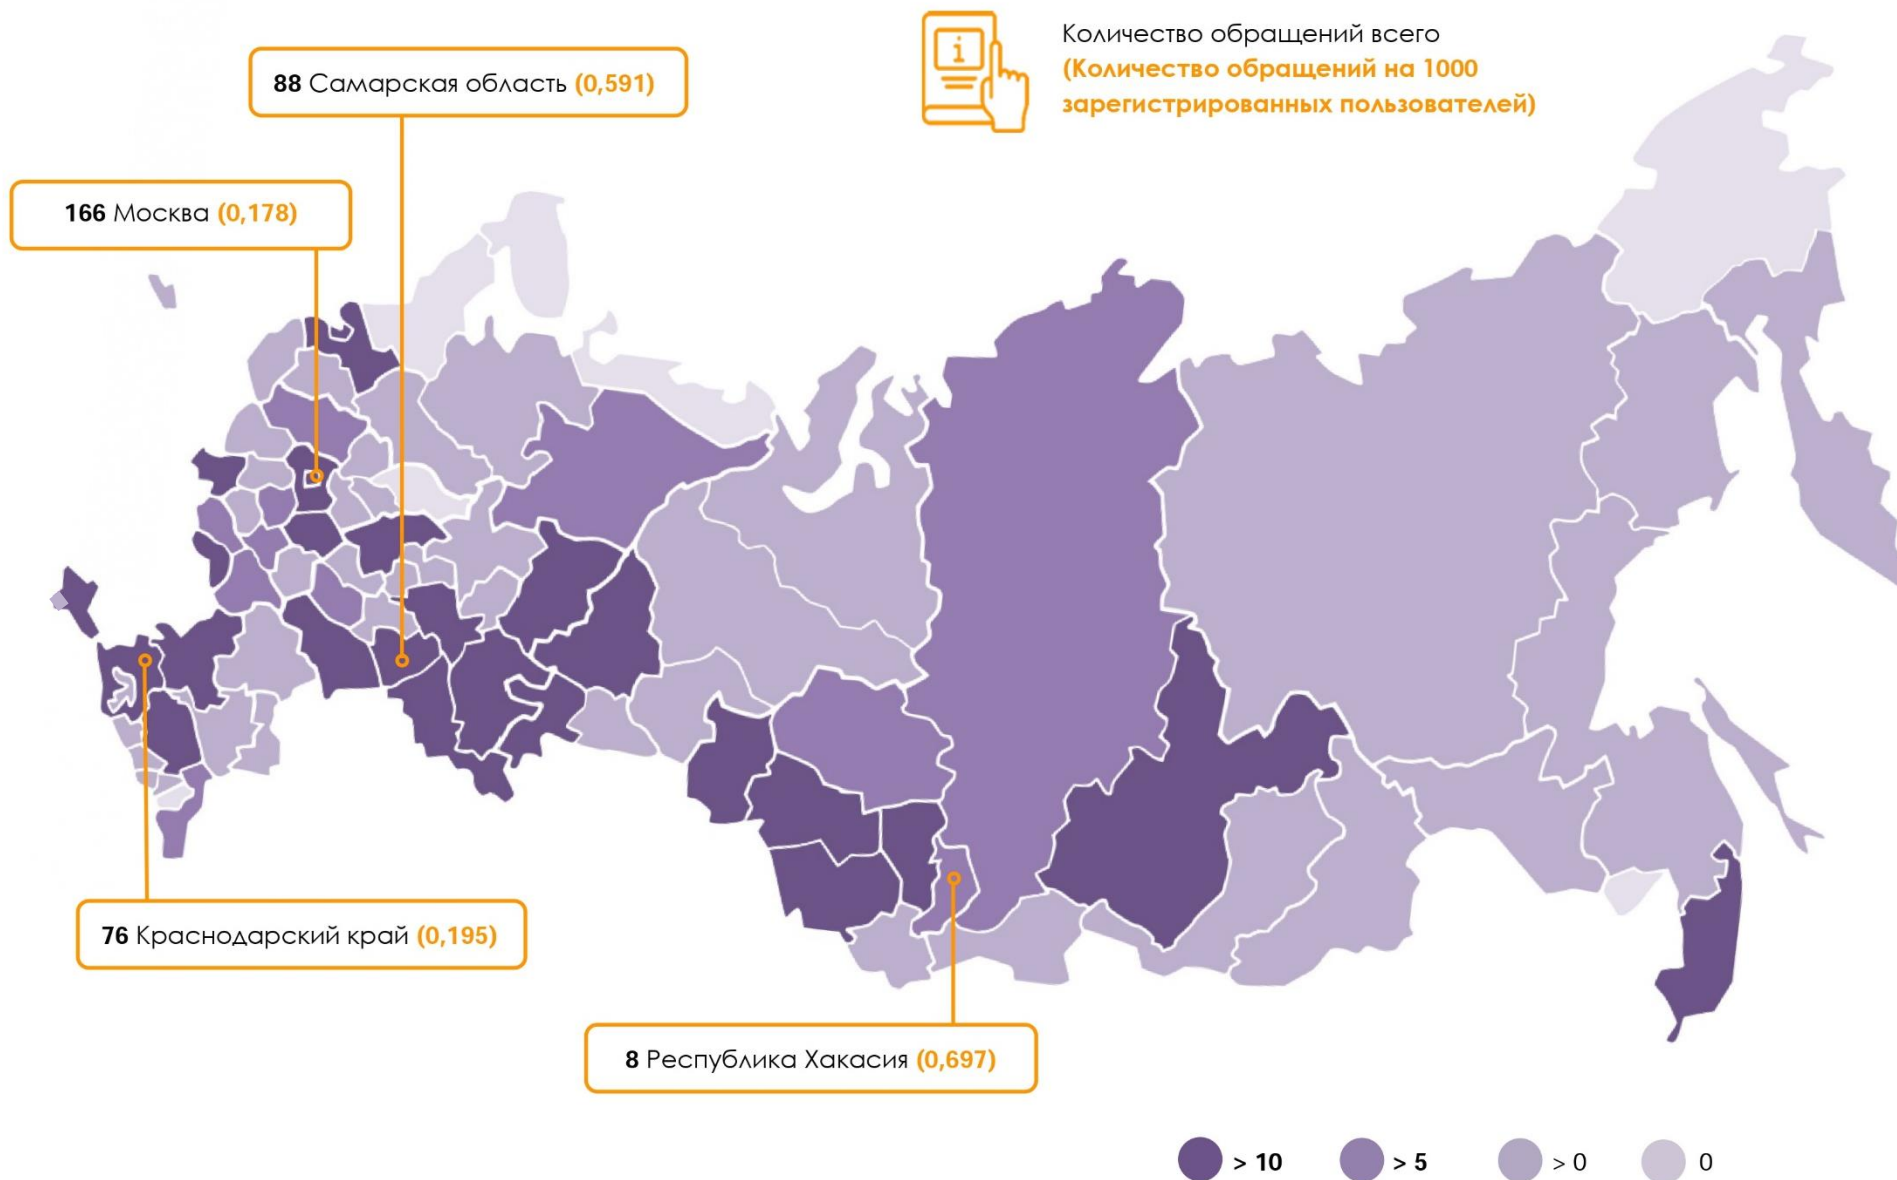 Количество обращений всего
(Количество обращений на 1000
зарегистрированных пользователей)
88 Самарская область (0,591)
166 Москва (0,178)
76 Краснодарский край (0,195)
8 Республика Хакасия (0,697)
> 10
> 5
> 0
0